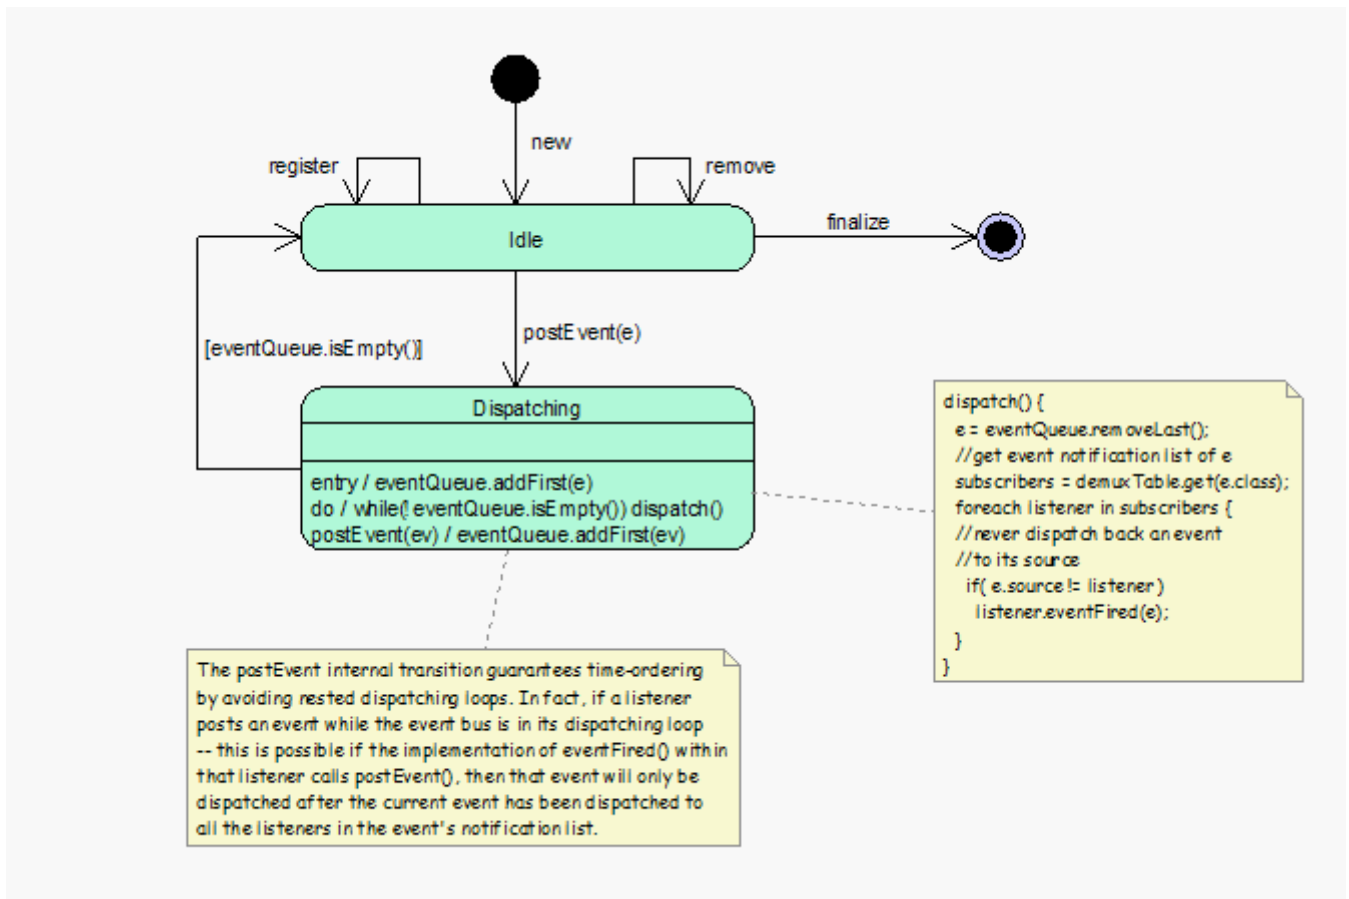 new
register
remove
finalize
Idle
postEvent(e)
[eventQueue.isEmpty()]
Dispatching
entry / eventQueue.addFirst(e)
do / while(! eventQueue.isEmpty()) dispatch()
postEvent(ev) / eventQueue.addFirst(ev)
dispatch() {
e = eventQueue.removeLast();
//get event notification list of e
subscribers = demuxTable.get(e.class);
foreach listener in subscribers {
//never dispatch back an event
//to its source
if( e.source != listener )
listener.eventFired(e);
}
}
The postEvent internal transition guarantees time-ordering
by avoiding nested dispatching loops. In fact, if a listener
posts an event while the event bus is in its dispatching loop
-- this is possible if the implementation of eventFired() within
that listener calls postEvent(), then that event will only be
dispatched after the current event has been dispatched to
all the listeners in the event's notification list.